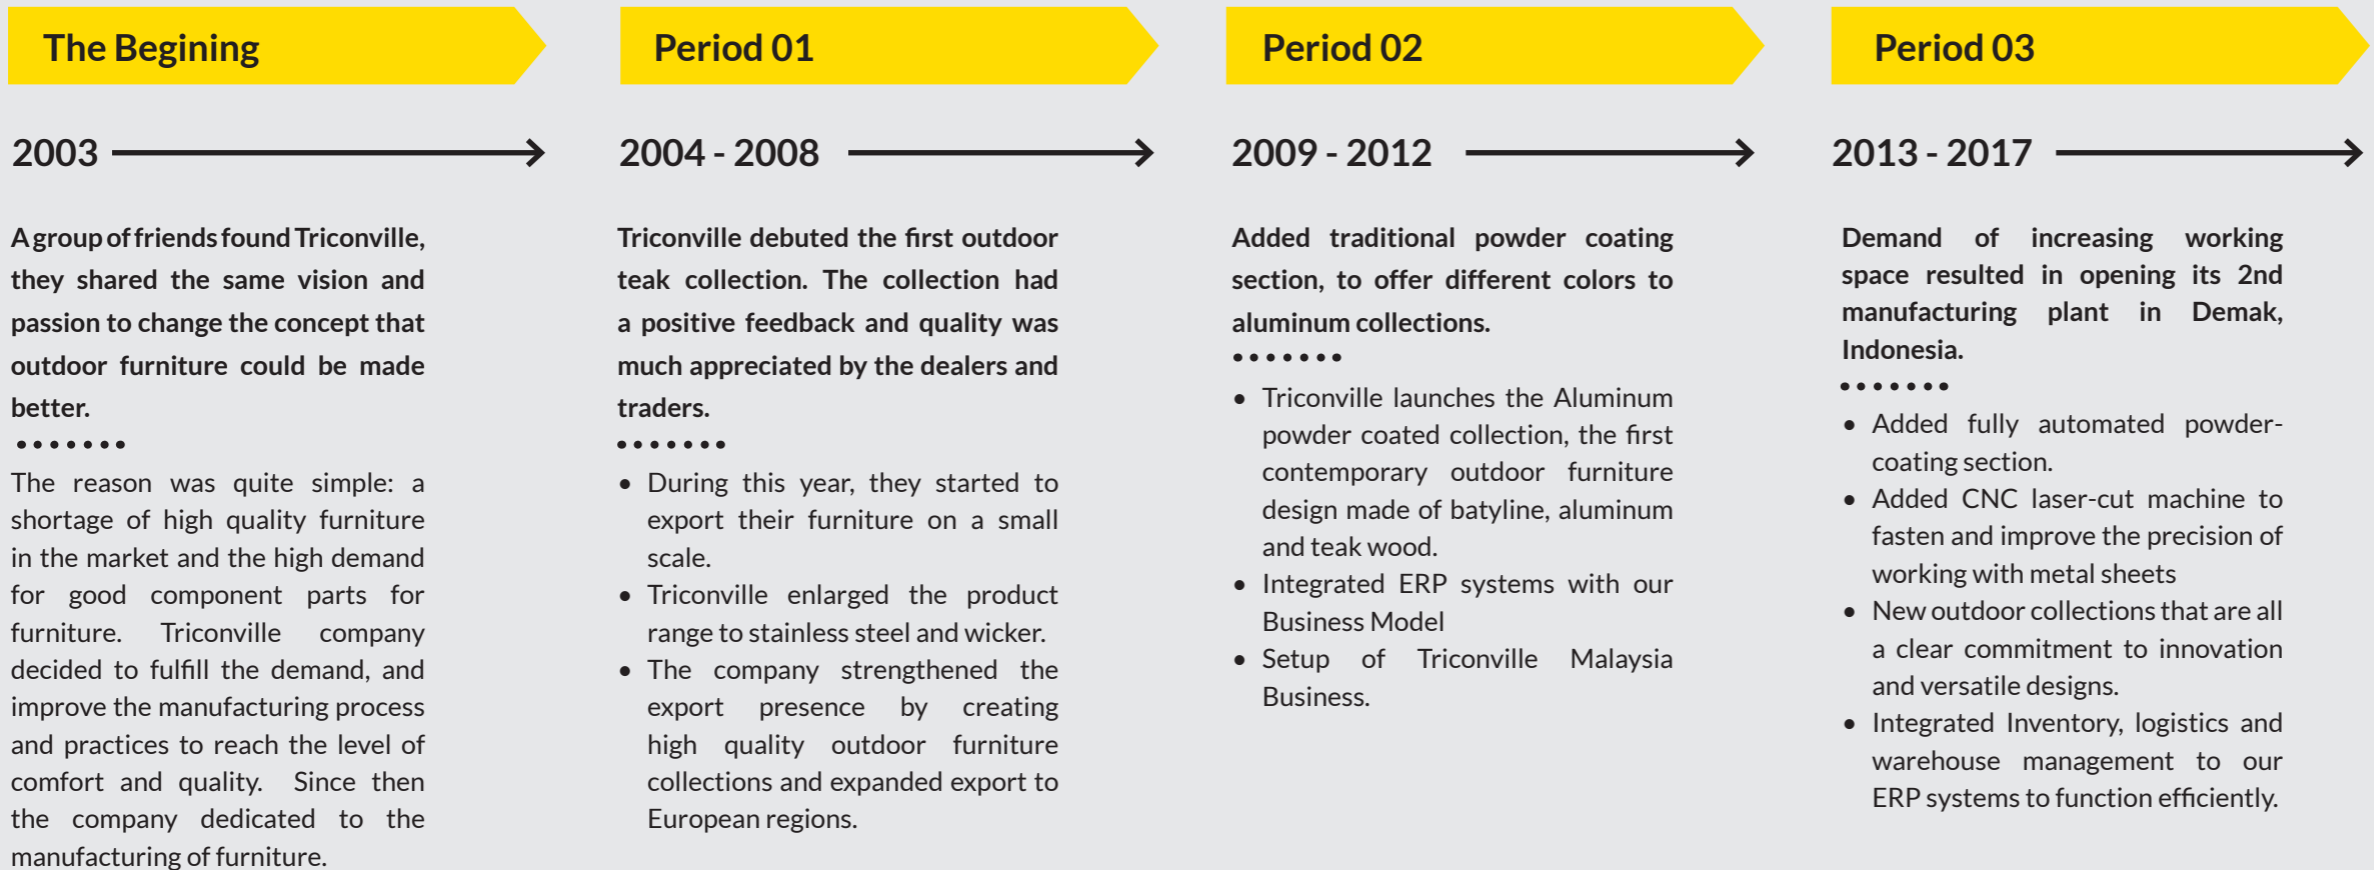 The Begining
2003
A group of friends found Triconville,
they shared the same vision and
passion to change the concept that
outdoor furniture could be made
better.
The reason was quite simple: a
shortage of high quality furniture
in the market and the high demand
for good component parts for
furniture. Triconville company
decided to fulfill the demand, and
improve the manufacturing process
and practices to reach the level of
comfort and quality. Since then
the company dedicated to the
manufacturing of furniture.
Period 01
2004 - 2008
Triconville debuted the first outdoor
teak collection. The collection had
a positive feedback and quality was
much appreciated by the dealers and
traders.
• During this year, they started to
export their furniture on a small
scale.
• Triconville enlarged the product
range to stainless steel and wicker.
• The company strengthened the
export presence by creating
high quality outdoor furniture
collections and expanded export to
European regions.
Period 02
2009 - 2012
Added traditional powder coating
section, to offer different colors to
aluminum collections.
• Triconville launches the Aluminum
powder coated collection, the first
contemporary outdoor furniture
design made of batyline, aluminum
and teak wood.
• Integrated ERP systems with our
Business Model
• Setup of Triconville Malaysia
Business.
Period 03
2013 - 2017
Demand of increasing working
space resulted in opening its 2nd
manufacturing plant in Demak,
Indonesia.
• Added fully automated powder-
coating section.
• Added CNC laser-cut machine to
fasten and improve the precision of
working with metal sheets
• New outdoor collections that are all
a clear commitment to innovation
and versatile designs.
• Integrated Inventory, logistics and
warehouse management to our
ERP systems to function efficiently.